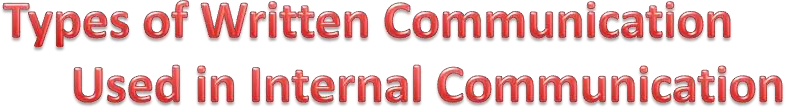 Types of Written Communication
Used in Internal Communication